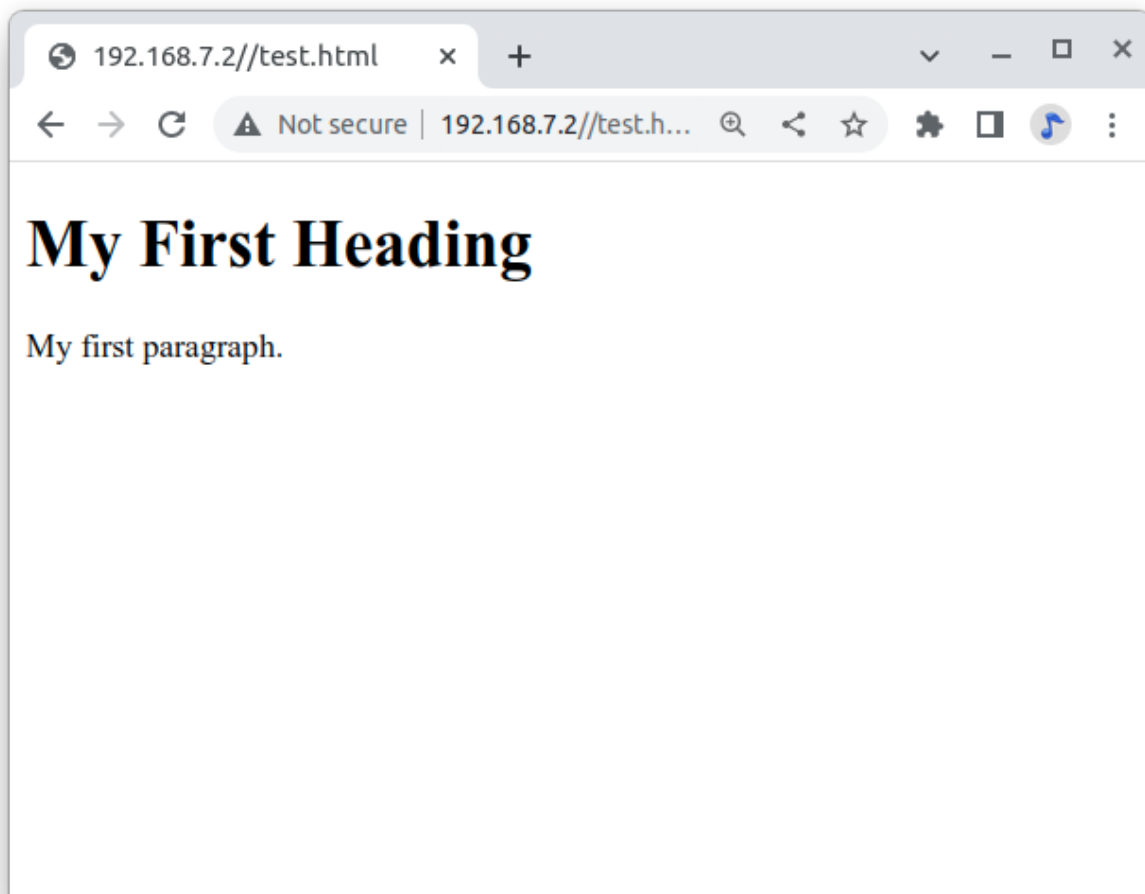 192.168.7.2//test.html
Not secure 192.168.7.2//test.h...
My First Heading
My first paragraph.